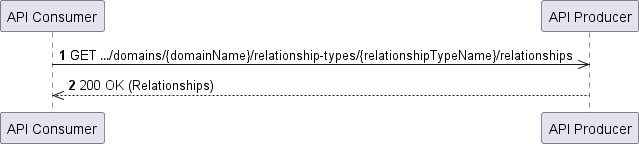 API Consumer
API Producer
1 GET .../domains/{domainName}/relationship-types/{relationshipTypeName}/relationships
2 200 OK (Relationships)
API Consumer
API Producer